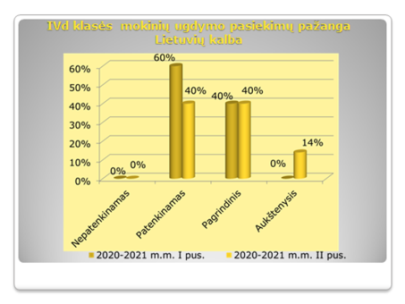 IVd klasės mokinių ugdymo pasiekimų pažanga
Lietuvių kalba
60%
50%
40%
30%
20%
10%
0%
0%
0%
60%
40%
40%
40%
0%
14%
Nepatenkinamas
Patenkinamas
Pagrindinis
Aukštenysis
2020-2021 m.m. I pus.
2020-2021 m.m. II pus.